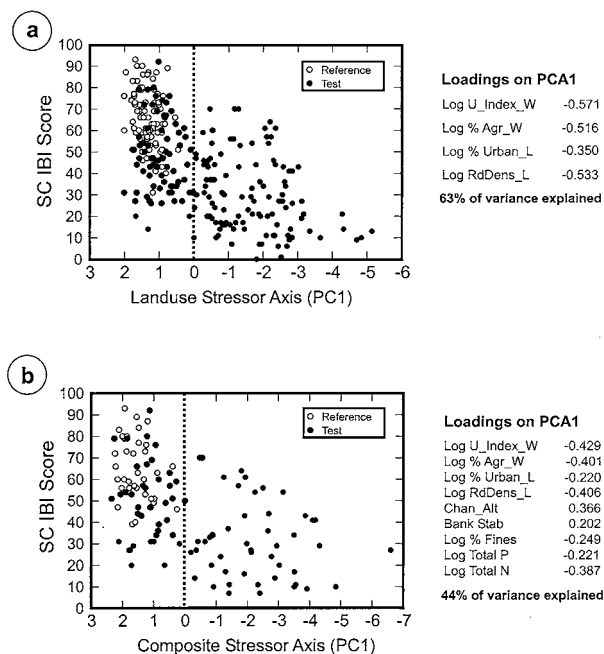 a
100
90
80
70
60
50
40
30
20
10
0
SC IBI Score
Reference
Test
3 2 1 0 -1 -2 -3 -4 -5 -6
Landuse Stressor Axis (PC1)
Loadings on PCA1
Log U_Index_W -0.571
Log % Agr_W -0.516
Log % Urban_L -0.350
Log RdDens_L -0.533
63% of variance explained
b
100
90
80
70
60
50
40
30
20
10
0
SC IBI Score
Reference
Test
3 2 1 0 -1 -2 -3 -4 -5 -6 -7
Composite Stressor Axis (PC1)
Loadings on PCA1
Log U_Index_W -0.429
Log % Agr_W -0.401
Log % Urban_L -0.220
Log RdDens_L -0.406
Chan_Alt 0.366
Bank Stab 0.202
Log % Fines -0.249
Log Total P -0.221
Log Total N -0.387
44% of variance explained